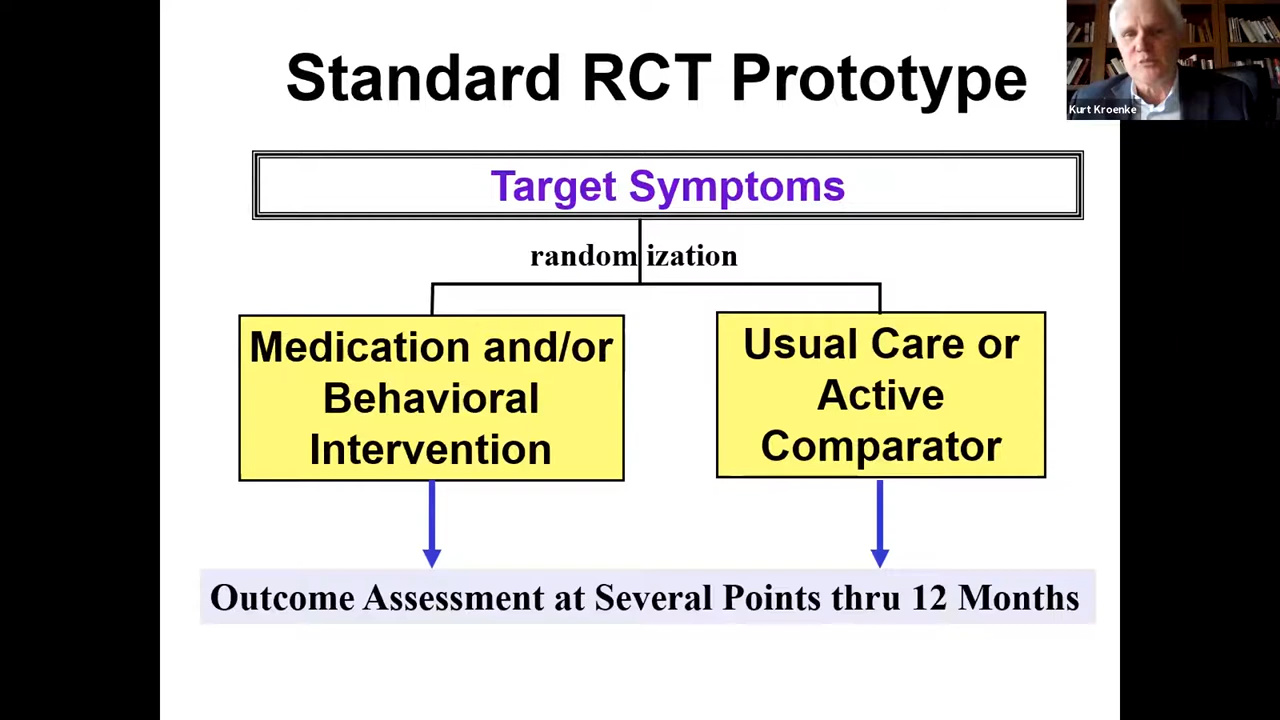 Standard RCT Prototype
Kurt Kroenke
Target Symptoms
randomization
Medication and/or
Behavioral
Intervention
Usual Care or
Active
Comparator
Outcome Assessment at Several Points thru 12 Months